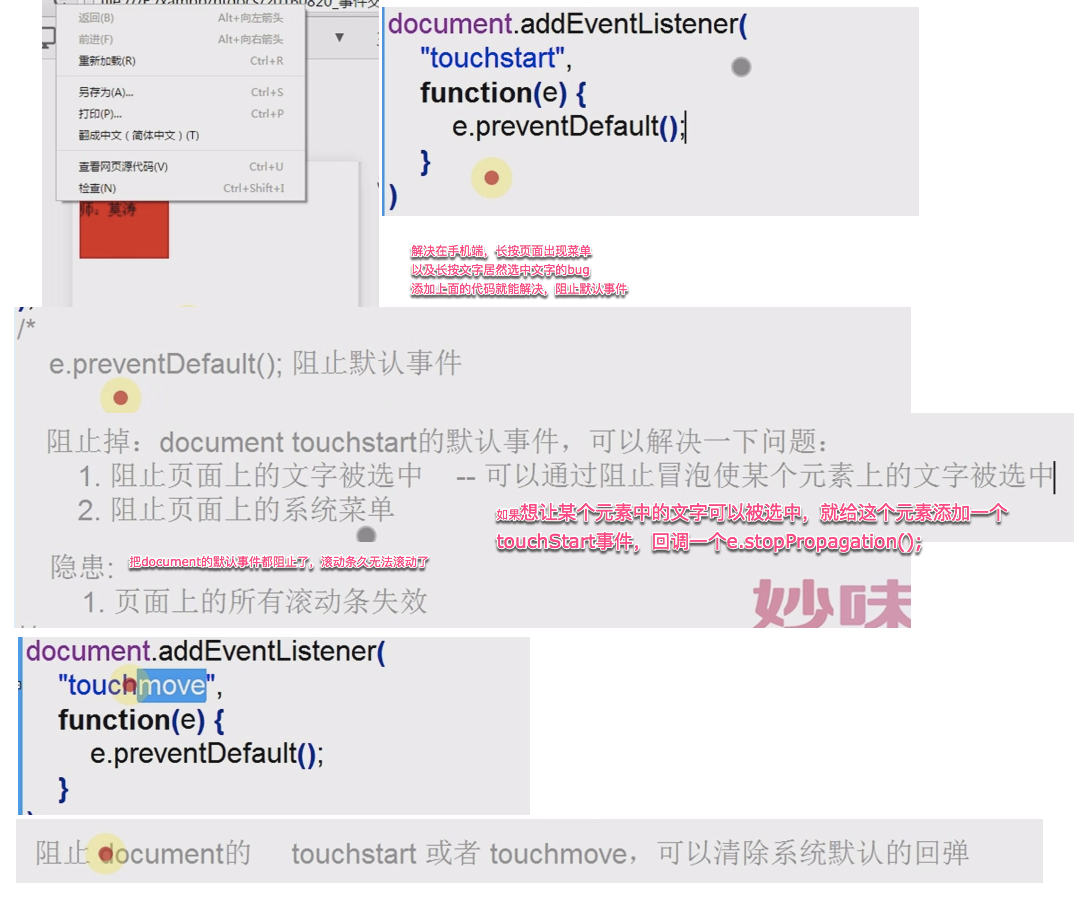 返回(B) Alt+向左箭头
前进(F) Alt+向右箭头
重新加载(R) Ctrl+R
另存为(A)... Ctrl+S
打印(P)... Ctrl+P
翻成中文（简体中文）(T)
查看网页源代码(V) Ctrl+U
检查(N) Ctrl+Shift+I
师：莫涛
document.addEventListener(
"touchstart",
function(e) {
e.preventDefault();
}
)
解决在手机端，长按页面出现菜单
以及长按文字居然选中文字的bug
添加上面的代码就能解决，阻止默认事件
/*
e.preventDefault(); 阻止默认事件
阻止掉：document touchstart的默认事件，可以解决一下问题：
1. 阻止页面上的文字被选中 -- 可以通过阻止冒泡使某个元素上的文字被选中
2. 阻止页面上的系统菜单
如果想让某个元素中的文字可以被选中，就给这个元素添加一个
touchStart事件，回调一个e.stopPropagation();
隐患:
把document的默认事件都阻止了，滚动条久无法滚动了
1. 页面上的所有滚动条失效
妙味
document.addEventListener(
"touchmove",
function(e) {
e.preventDefault();
}
阻止 document的 touchstart 或者 touchmove，可以清除系统默认的回弹